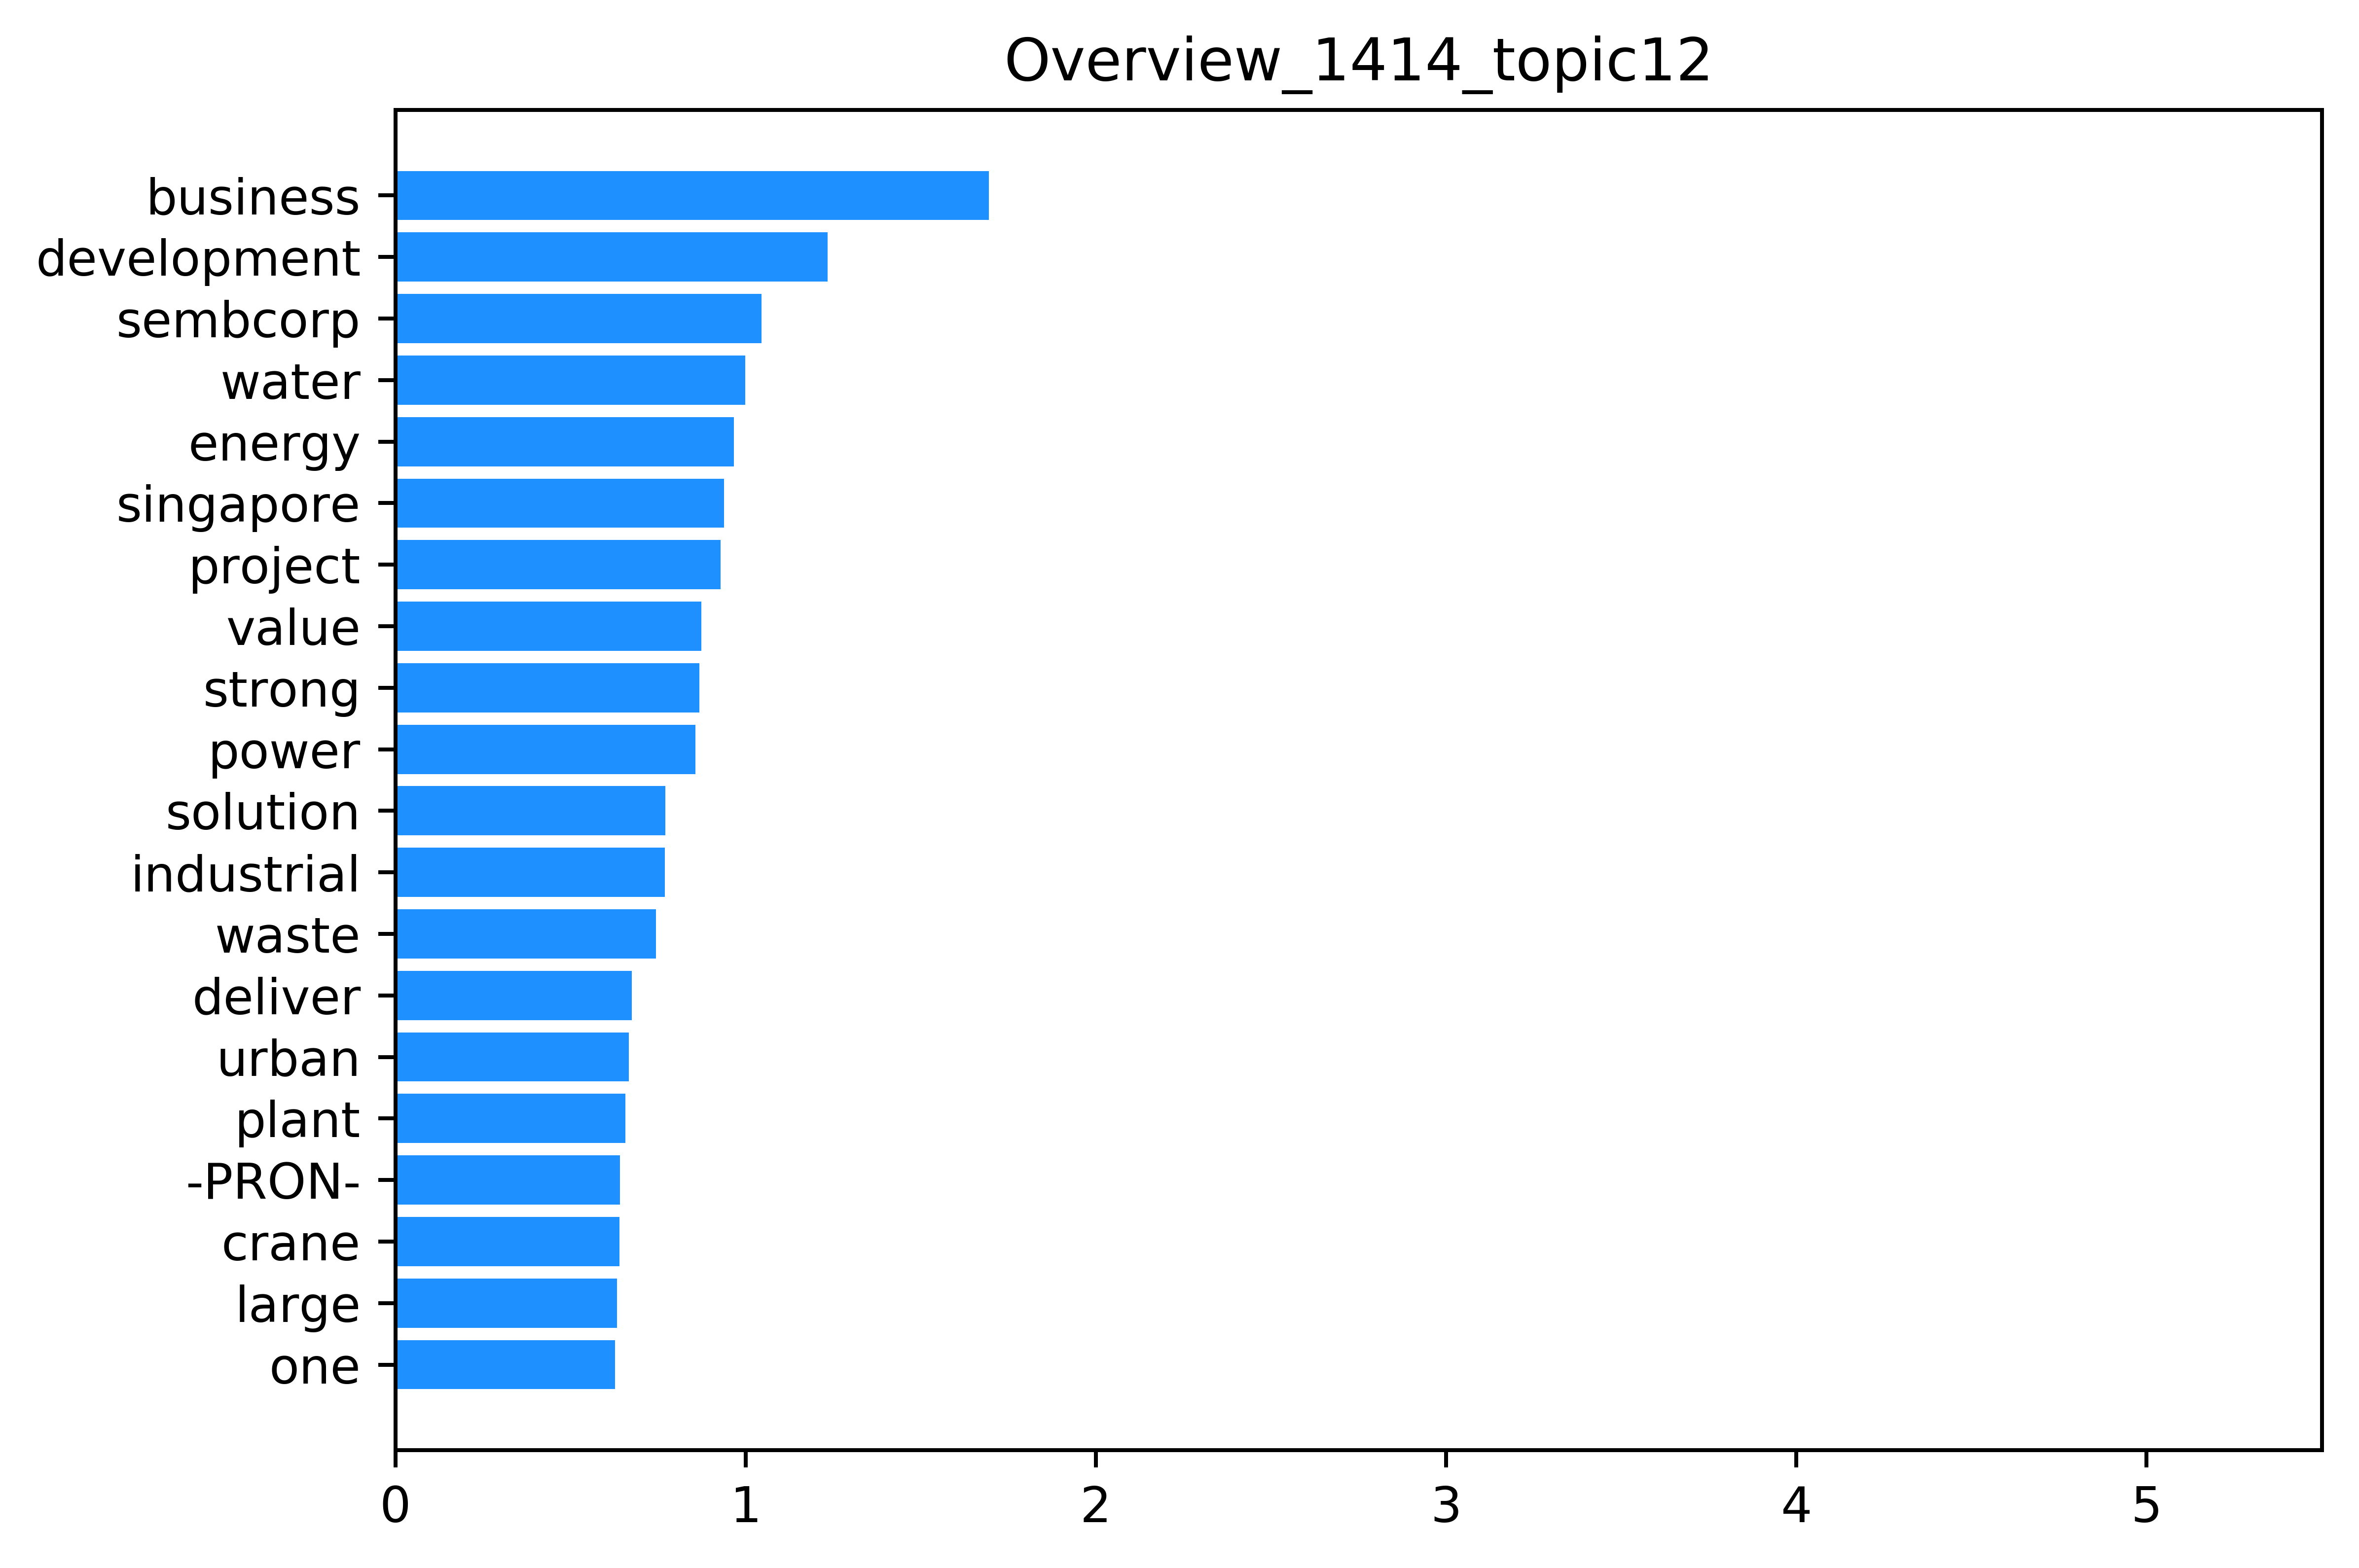 Overview_1414_topic12
business
development
sembcorp
water
energy
singapore
project
value
strong
power
solution
industrial
waste
deliver
urban
plant
-PRON-
crane
large
one
0 1 2 3 4 5